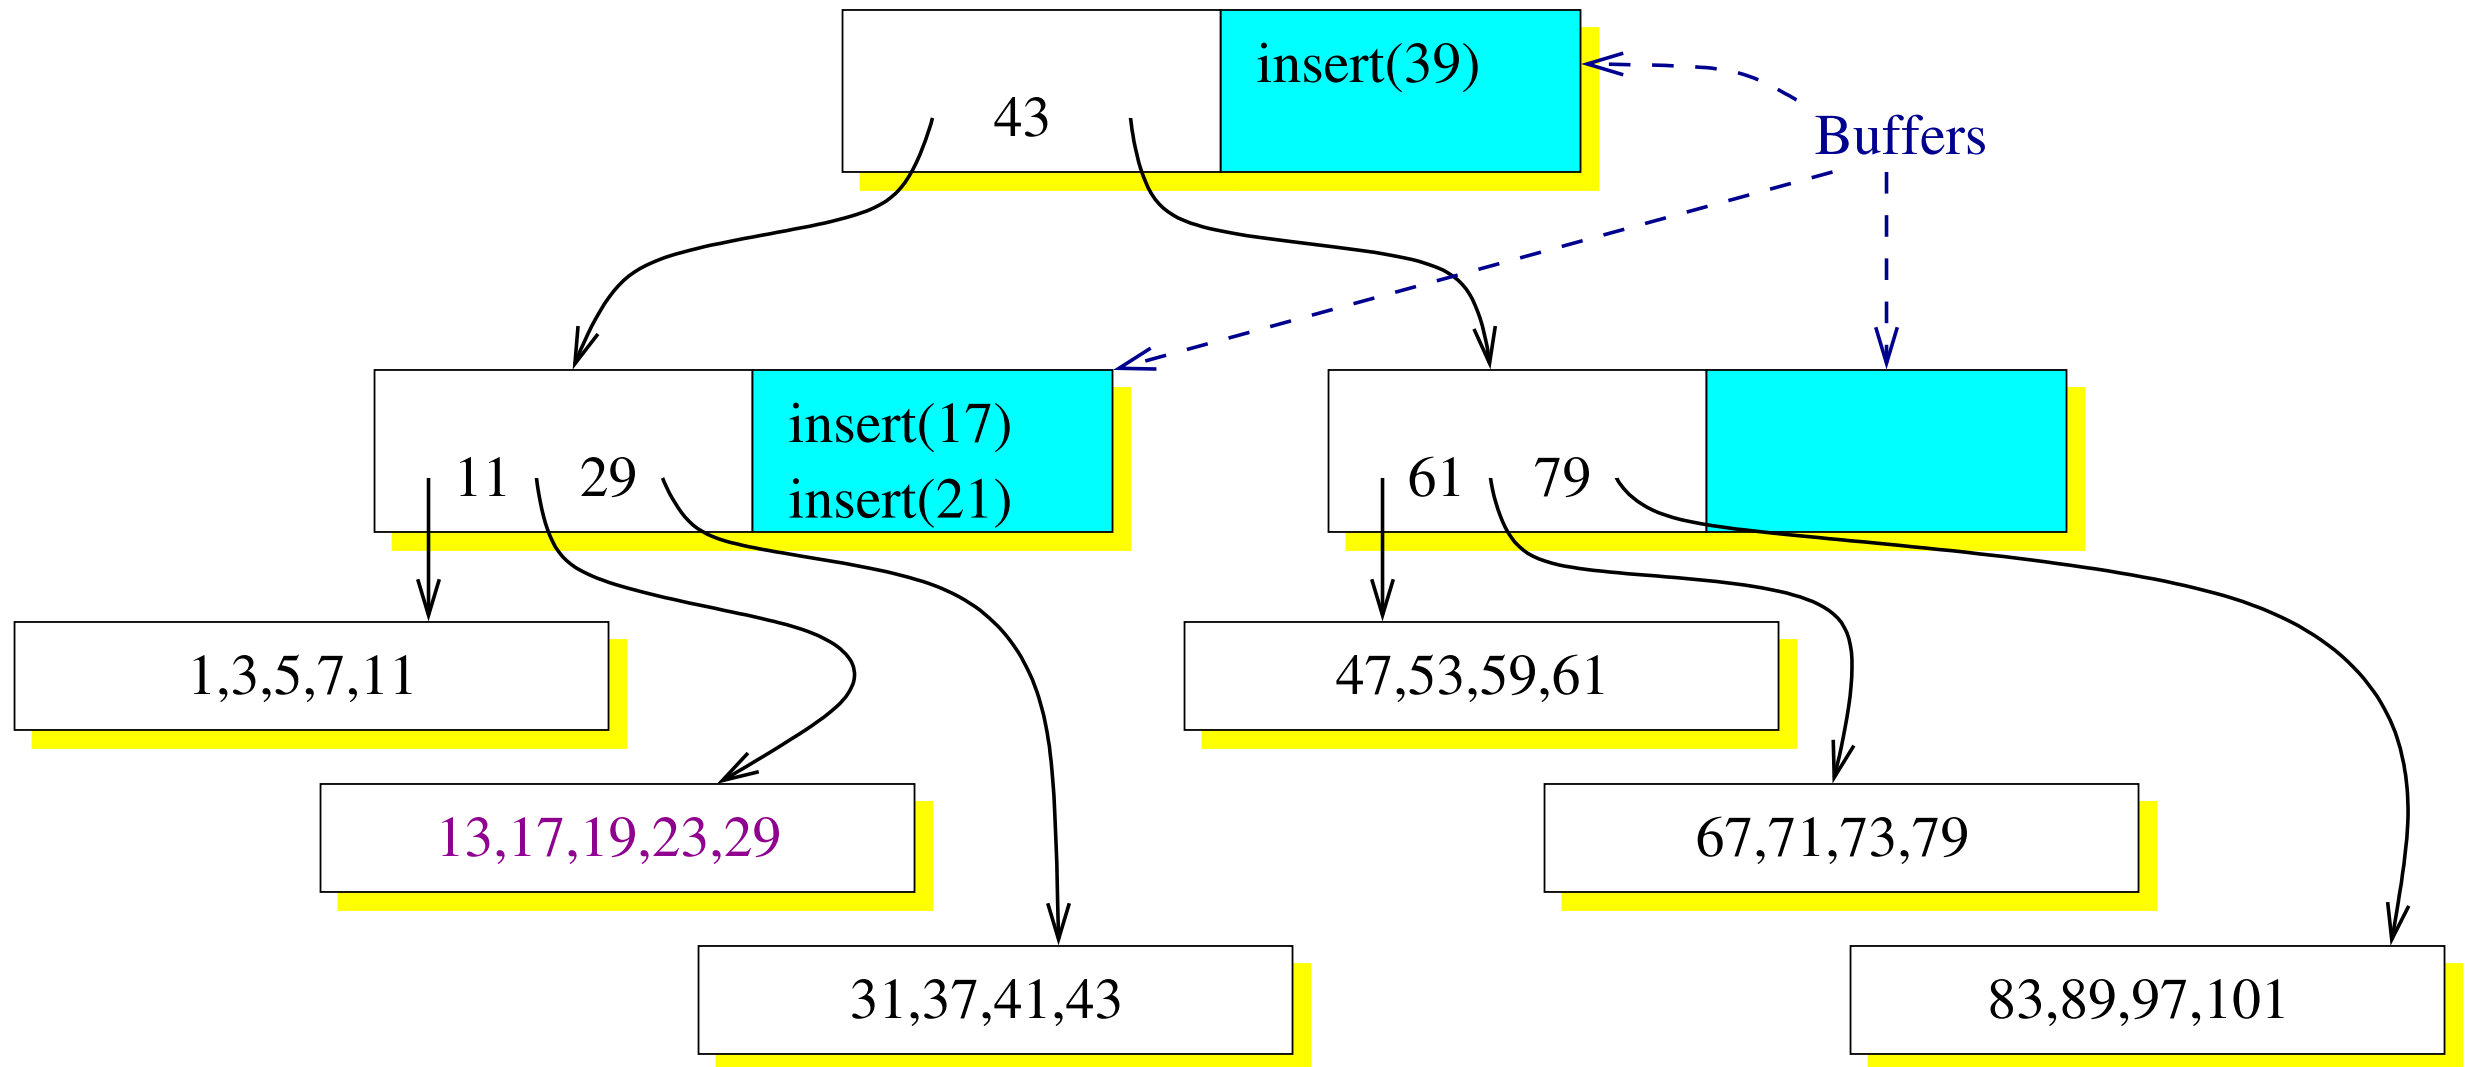 insert(39)
43
Buffers
insert(17)
11 29
insert(21)
61 79
1,3,5,7,11
47,53,59,61
13,17,19,23,29
67,71,73,79
31,37,41,43
83,89,97,101